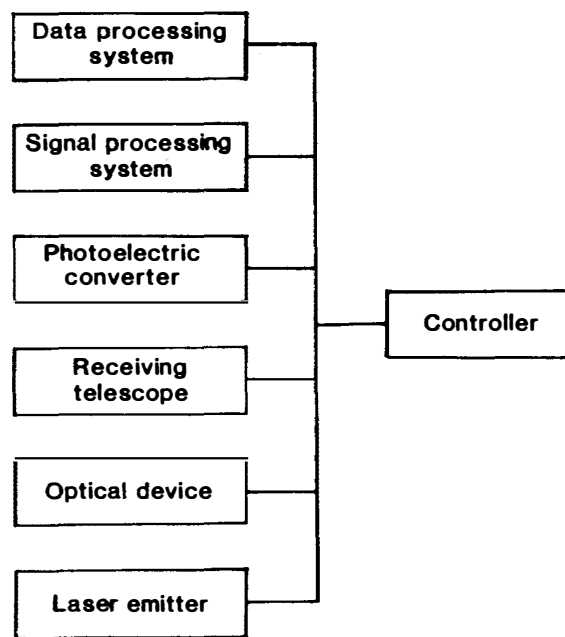 Data processing
system
Signal processing
system
Photoelectric
converter
Controller
Receiving
telescope
Optical device
Laser emitter